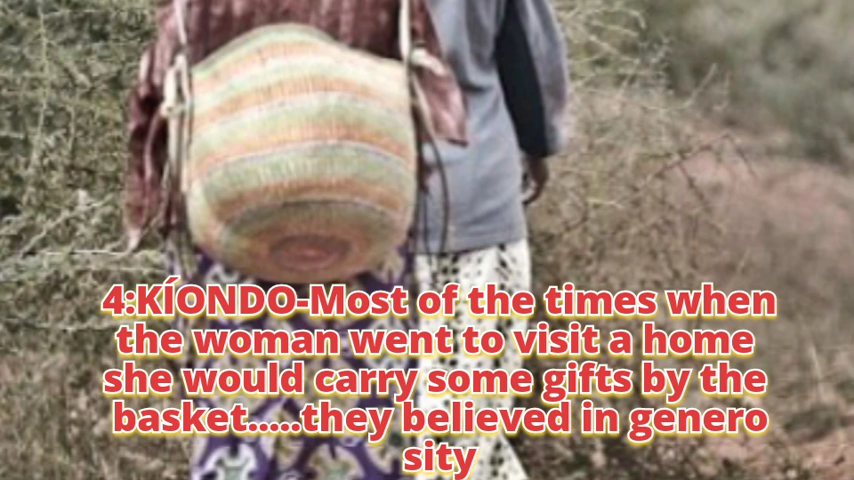 4:KÍONDO-Most of the times when
the woman went to visit a home
she would carry some gifts by the
basket.....they believed in genero
sity